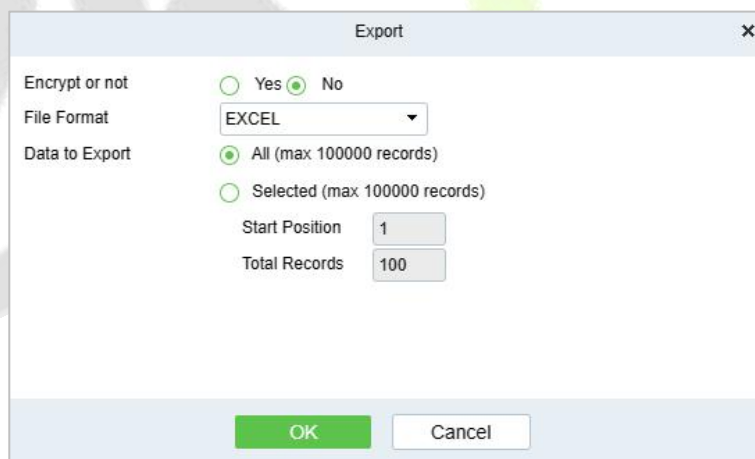 Export
×
Encrypt or not Yes No
File Format EXCEL
Data to Export All (max 100000 records)
Selected (max 100000 records)
Start Position 1
Total Records 100
OK Cancel